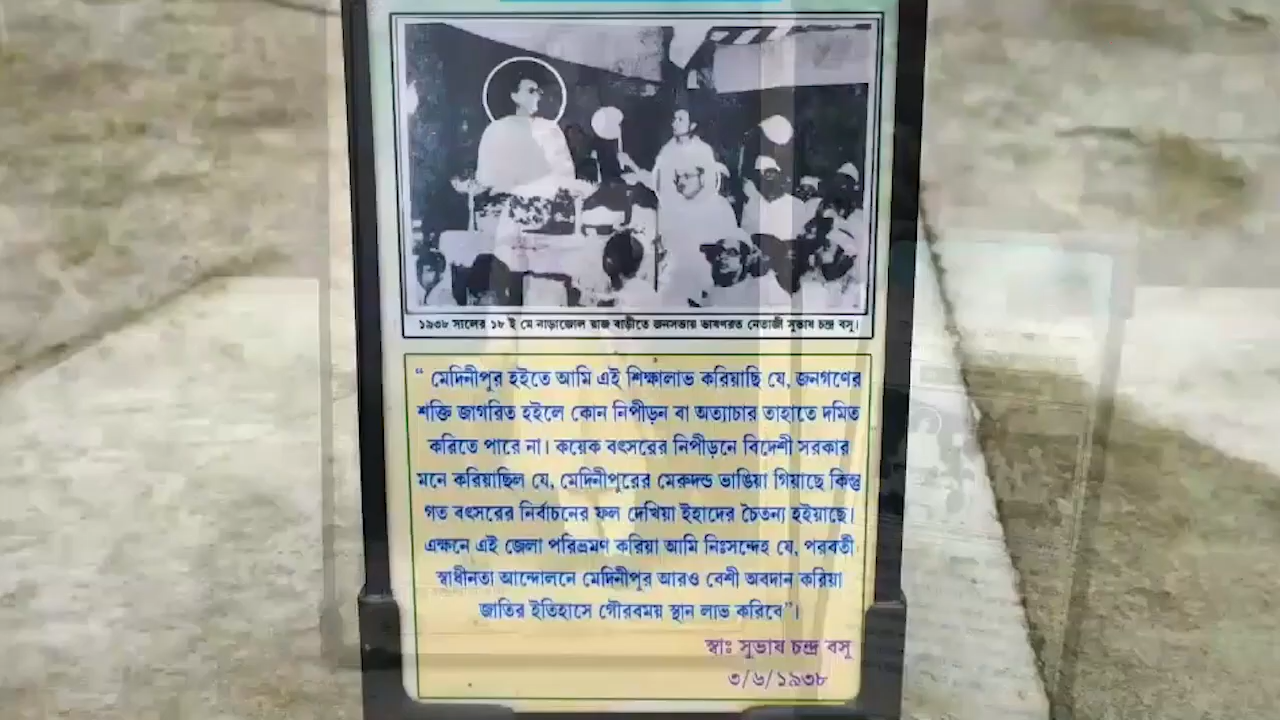 ১৯৩৮ সালের ১৮ ই মে নাড়াজোল রাজ বাড়ীতে জনসভায় ভাষণরত নেতাজী সুভাষ চন্দ্র বসু।
“ মেদিনীপুর হইতে আমি এই শিক্ষালাভ করিয়াছি যে, জনগণের
শক্তি জাগরিত হইলে কোন নিপীড়ন বা অত্যাচার তাহাতে দমিত
করিতে পারে না। কয়েক বৎসরের নিপীড়নে বিদেশী সরকার
মনে করিয়াছিল যে, মেদিনীপুরের মেরুদন্ড ভাঙিয়া গিয়াছে কিন্তু
গত বৎসরের নির্বাচনের ফল দেখিয়া ইহাদের চৈতন্য হইয়াছে।
এক্ষনে এই জেলা পরিভ্রমণ করিয়া আমি নিঃসন্দেহ যে, পরবর্তী
স্বাধীনতা আন্দোলনে মেদিনীপুর আরও বেশী অবদান করিয়া
জাতির ইতিহাসে গৌরবময় স্থান লাভ করিবে”।
স্বাঃ সুভাষ চন্দ্র বসু
৩/৬/১৯৩৮